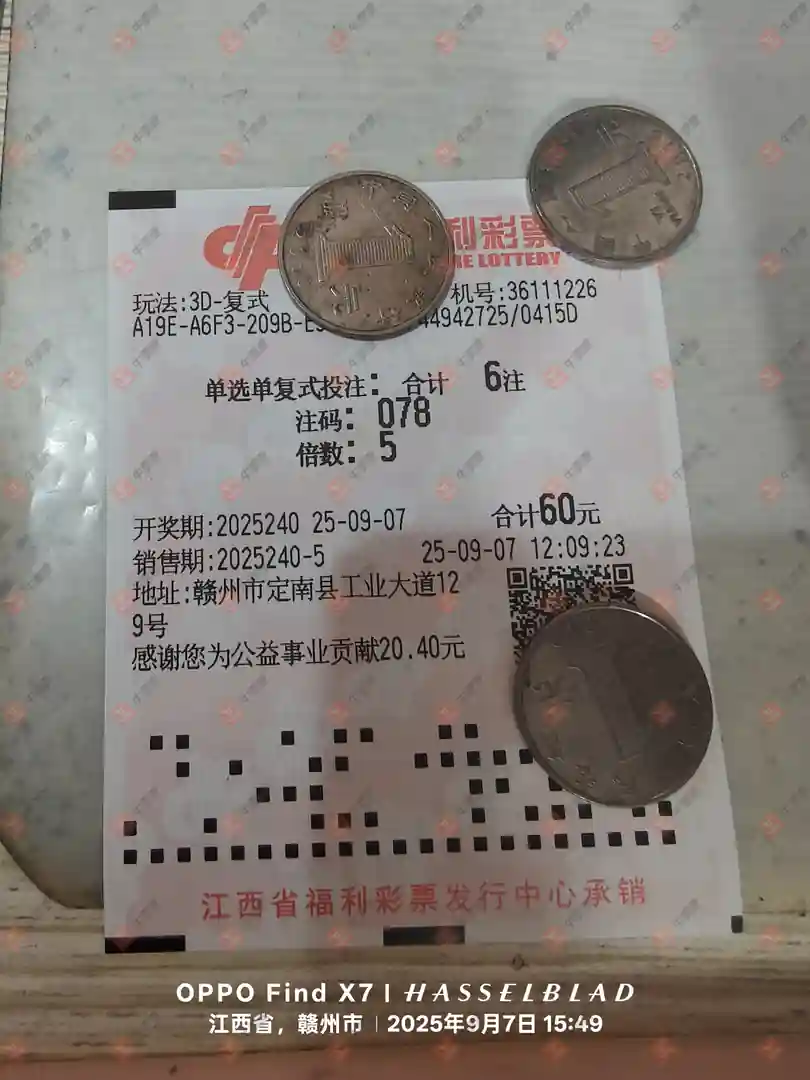 利彩票
RE LOTTERY
玩法:3D-复式 机号:36111226
A19E-A6F3-209B- 44942725/0415D
单选单复式投注: 合计 6注
注码: 078
倍数: 5
开奖期:2025240 25-09-07 合计60元
销售期:2025240-5 25-09-07 12:09:23
地址:赣州市定南县工业大道12
9号
感谢您为公益事业贡献20.40元
江西省福利彩票发行中心承销
OPPO Find X7 | HASSELBLAD
江西省，赣州市 | 2025年9月7日 15:49